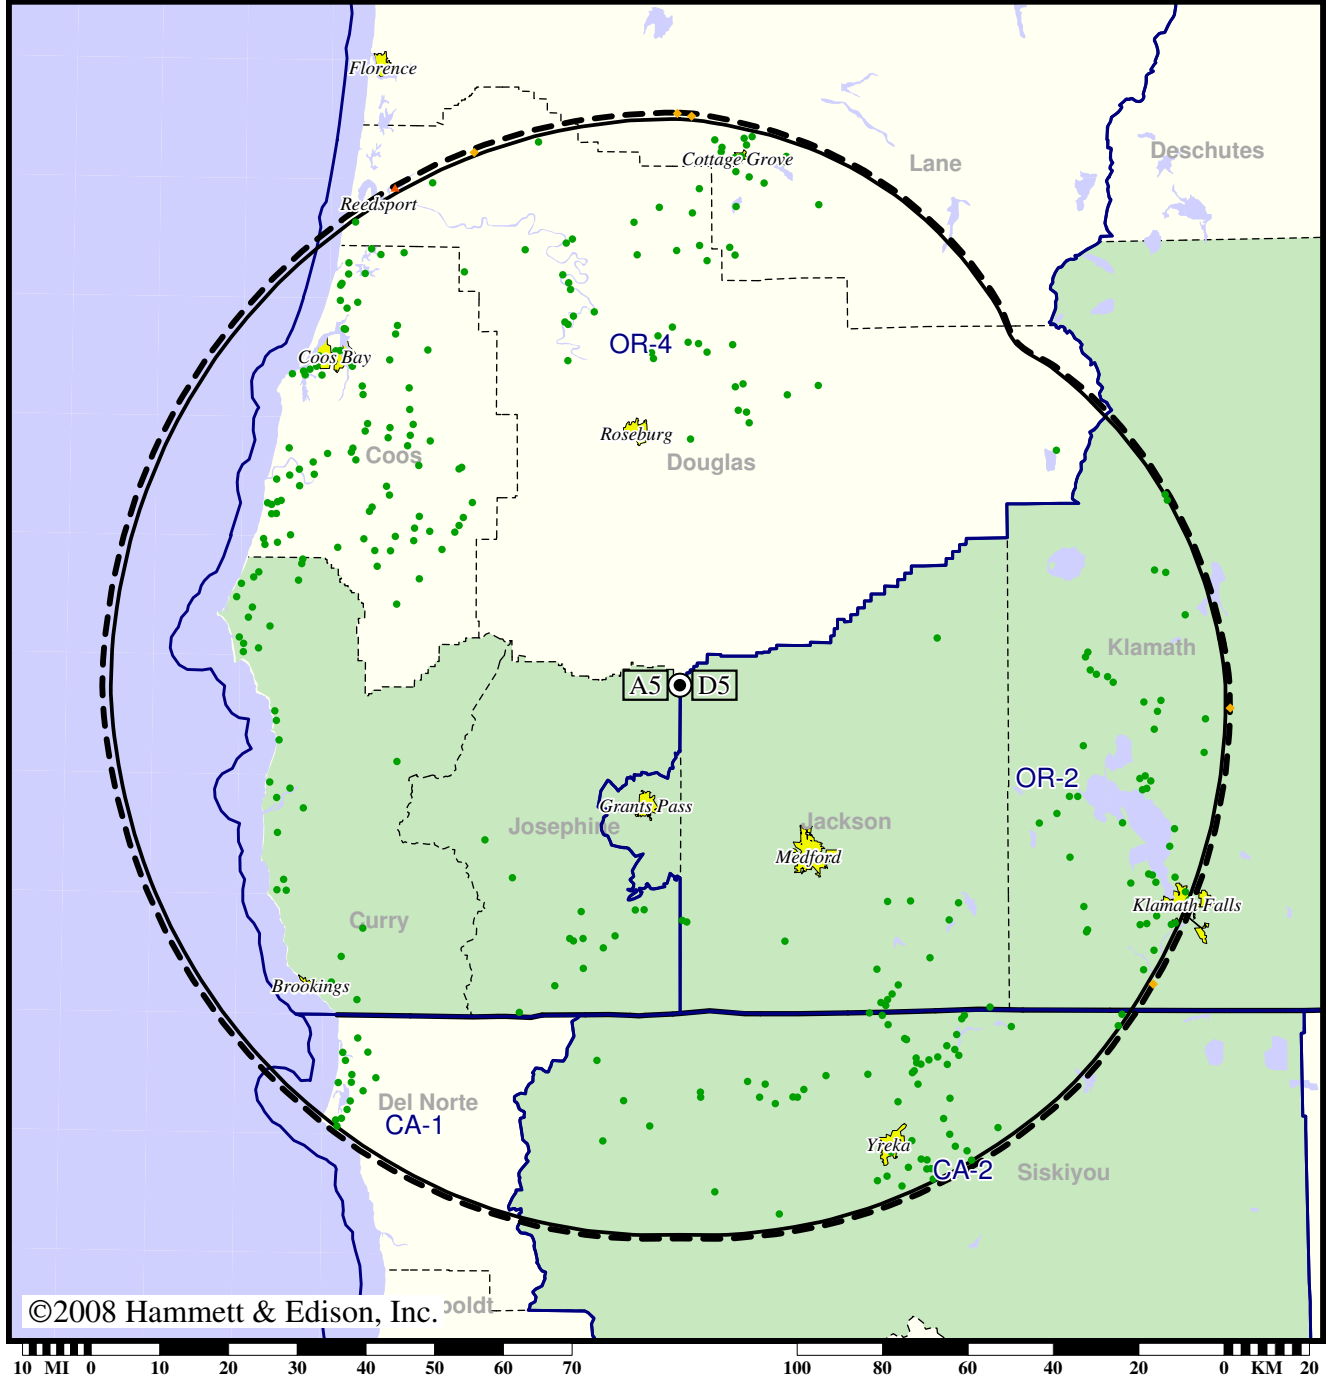 Florence
Cottage Grove
Lane
Deschutes
Reedsport
OR-4
Coos Bay
Roseburg
Coos
Douglas
Klamath
A5
D5
OR-2
Grants Pass
Josephine
Jackson
Medford
Klamath Falls
Curry
Brookings
Del Norte
CA-1
Yreka
CA-2
Siskiyou
©2008 Hammett & Edison, Inc.
10 MI 0 10 20 30 40 50 60 70 100 80 60 40 20 0 KM 20